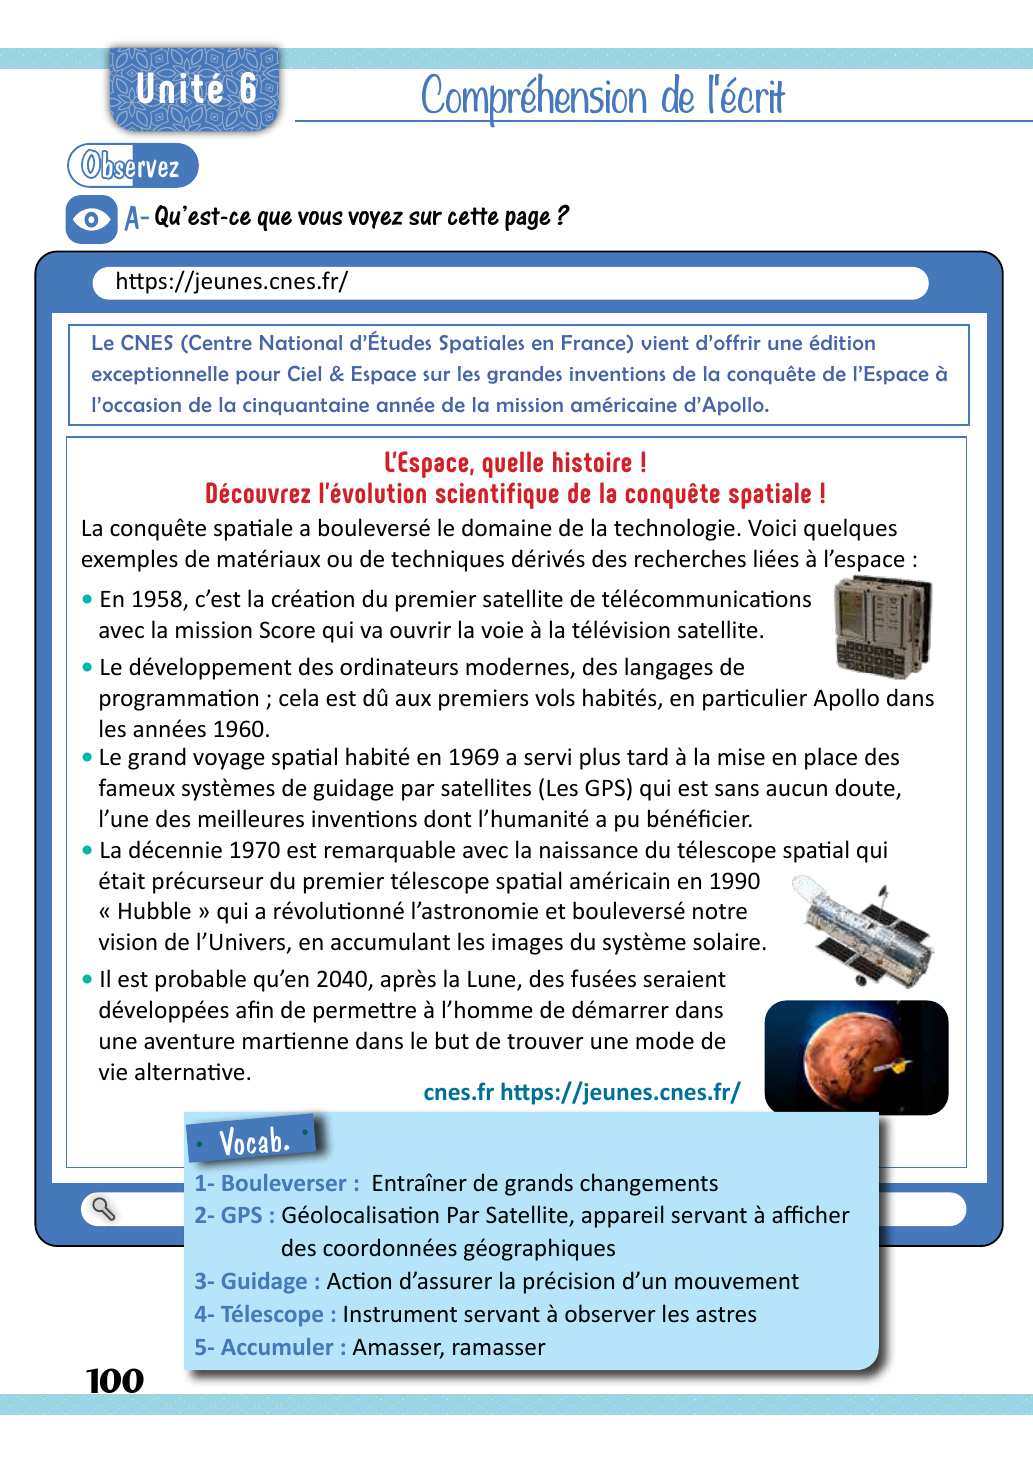 Unité 6
Compréhension de l'écrit
Observez
A- Qu'est-ce que vous voyez sur cette page ?
https://jeunes.cnes.fr/
Le CNES (Centre National d'Études Spatiales en France) vient d'offrir une édition
exceptionnelle pour Ciel & Espace sur les grandes inventions de la conquête de l'Espace à
l'occasion de la cinquantaine année de la mission américaine d'Apollo.
L'Espace, quelle histoire !
Découvrez l'évolution scientifique de la conquête spatiale !
La conquête spatiale a bouleversé le domaine de la technologie. Voici quelques
exemples de matériaux ou de techniques dérivés des recherches liées à l'espace :
• En 1958, c'est la création du premier satellite de télécommunications
avec la mission Score qui va ouvrir la voie à la télévision satellite.
• Le développement des ordinateurs modernes, des langages de
programmation ; cela est dû aux premiers vols habités, en particulier Apollo dans
les années 1960.
• Le grand voyage spatial habité en 1969 a servi plus tard à la mise en place des
fameux systèmes de guidage par satellites (Les GPS) qui est sans aucun doute,
l'une des meilleures inventions dont l'humanité a pu bénéficier.
• La décennie 1970 est remarquable avec la naissance du télescope spatial qui
était précurseur du premier télescope spatial américain en 1990
« Hubble » qui a révolutionné l'astronomie et bouleversé notre
vision de l'Univers, en accumulant les images du système solaire.
• Il est probable qu'en 2040, après la Lune, des fusées seraient
développées afin de permettre à l'homme de démarrer dans
une aventure martienne dans le but de trouver une mode de
vie alternative.
cnes.fr https://jeunes.cnes.fr/
Vocab.
1- Bouleverser : Entraîner de grands changements
2- GPS : Géolocalisation Par Satellite, appareil servant à afficher
des coordonnées géographiques
3- Guidage : Action d'assurer la précision d'un mouvement
4- Télescope : Instrument servant à observer les astres
5- Accumuler : Amasser, ramasser
100